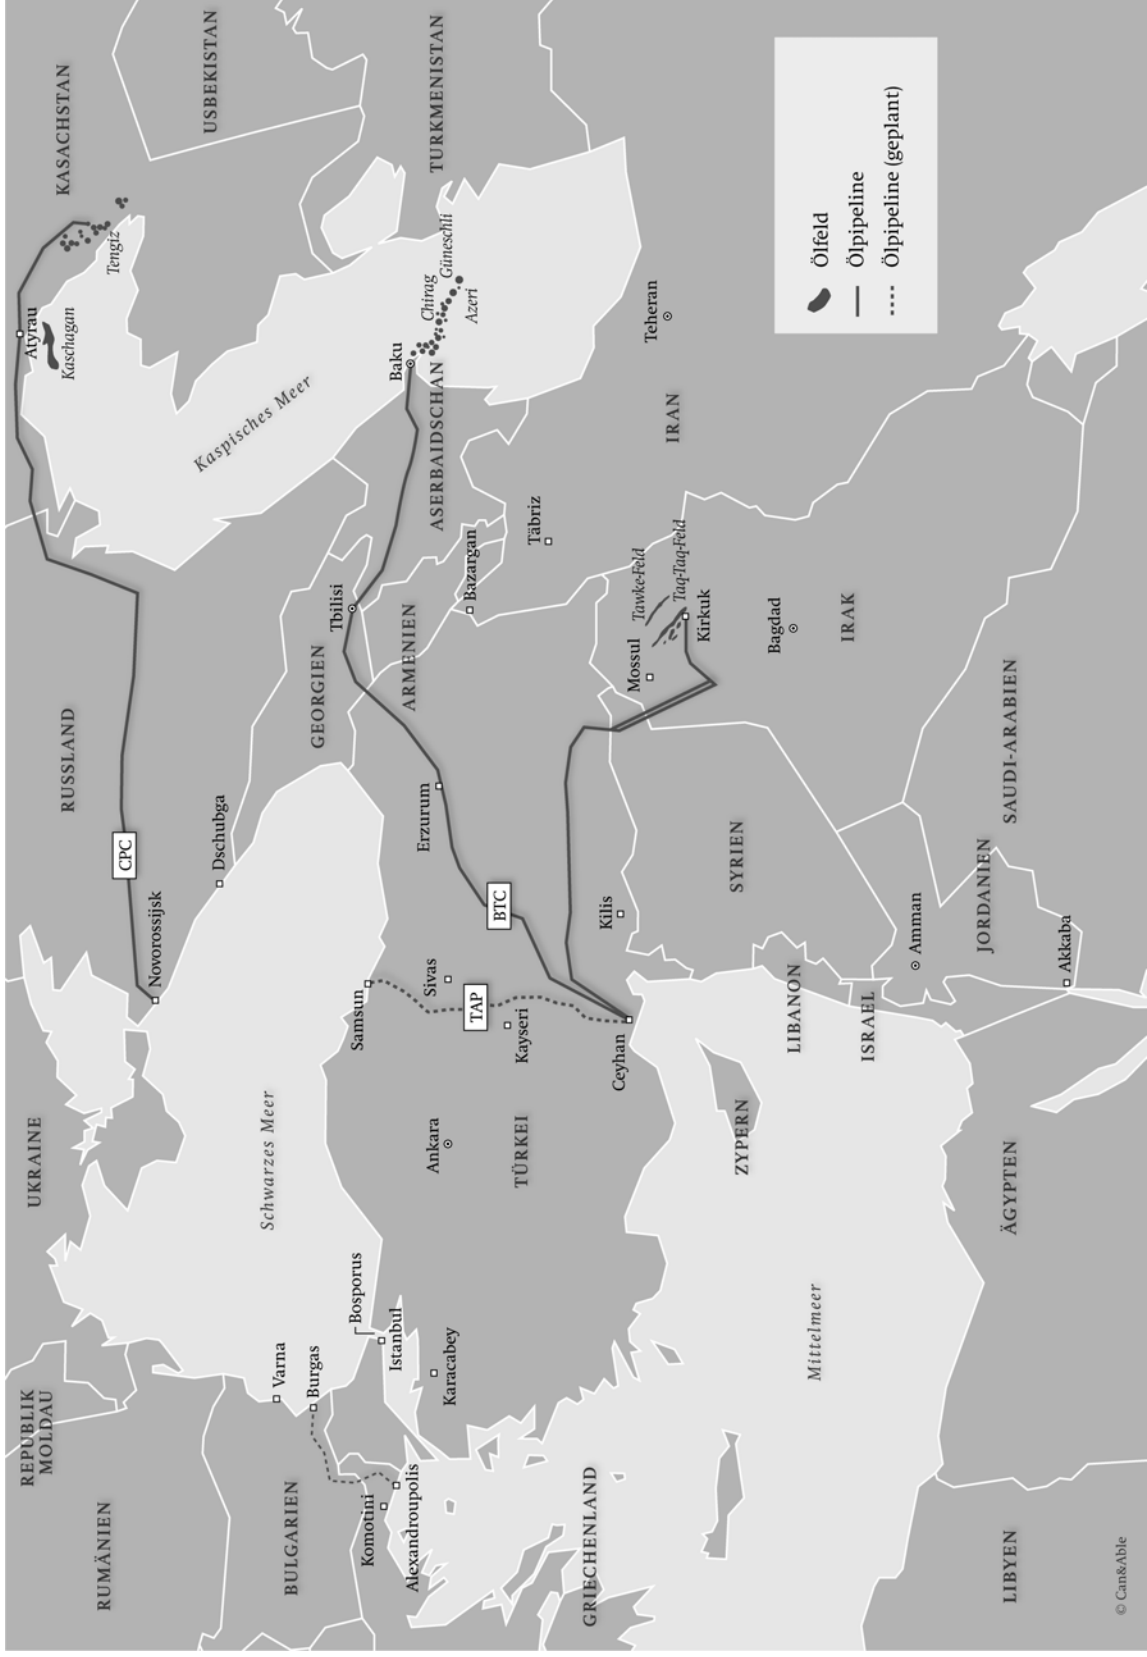 REPUBLIK
MOLDAU
UKRAINE
RUSSLAND
KASACHSTAN
Atyrau
Kaschagan
Tengiz
USBEKISTAN
RUMÄNIEN
CPC
Novorossijsk
Dschubga
Kaspisches Meer
Varna
Burgas
BULGARIEN
Schwarzes Meer
GEORGIEN
Tbilisi
Baku
Chirag
Güneschli
Azeri
TURKMENISTAN
Bosporus
Istanbul
Samsun
ARMENIEN
ASERBAIDSCHAN
Komotini
Alexandroupolis
Karacabey
Ankara
Sivas
TAP
Erzurum
BTC
Bazargan
Kayseri
TÜRKEI
Täbriz
GRIECHENLAND
Ceyhan
Kilis
Mossul
Tawke-Feld
Taq-Taq-Feld
Kirkuk
Teheran
IRAN
ZYPERN
SYRIEN
Bagdad
IRAK
LIBANON
Mittelmeer
ISRAEL
Amman
JORDANIEN
SAUDI-ARABIEN
Akkaba
ÄGYPTEN
LIBYEN
Ölfeld
Ölpipeline
Ölpipeline (geplant)
© Can&Able